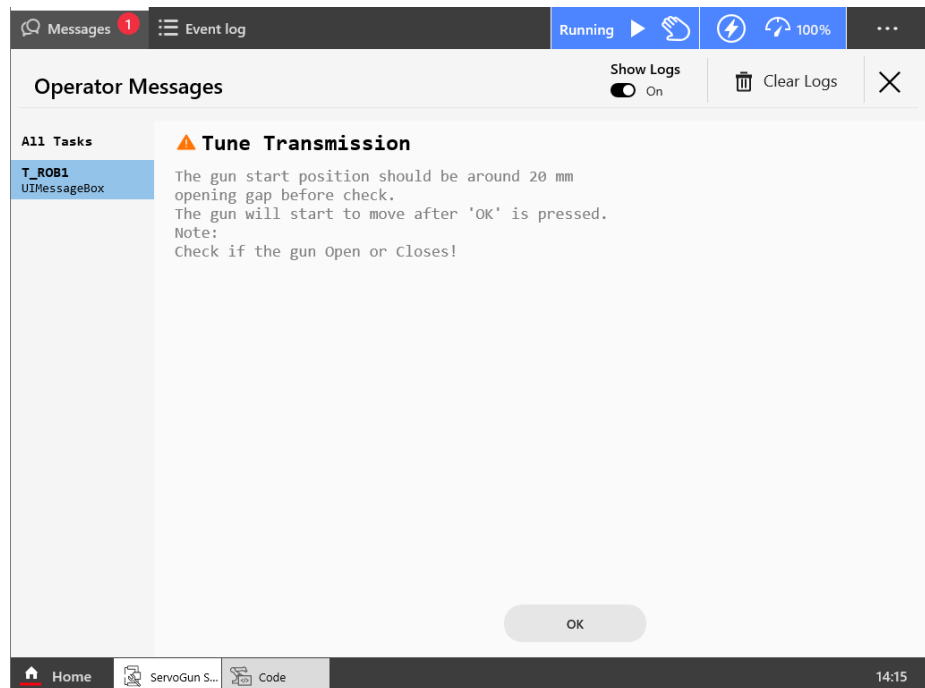 Messages 1 Event log Running 100% ...
Operator Messages Show Logs On Clear Logs
All Tasks
T_ROB1
UIMessageBox
Tune Transmission
The gun start position should be around 20 mm
opening gap before check.
The gun will start to move after 'OK' is pressed.
Note:
Check if the gun Open or Closes!
OK
Home ServoGun S... Code 14:15